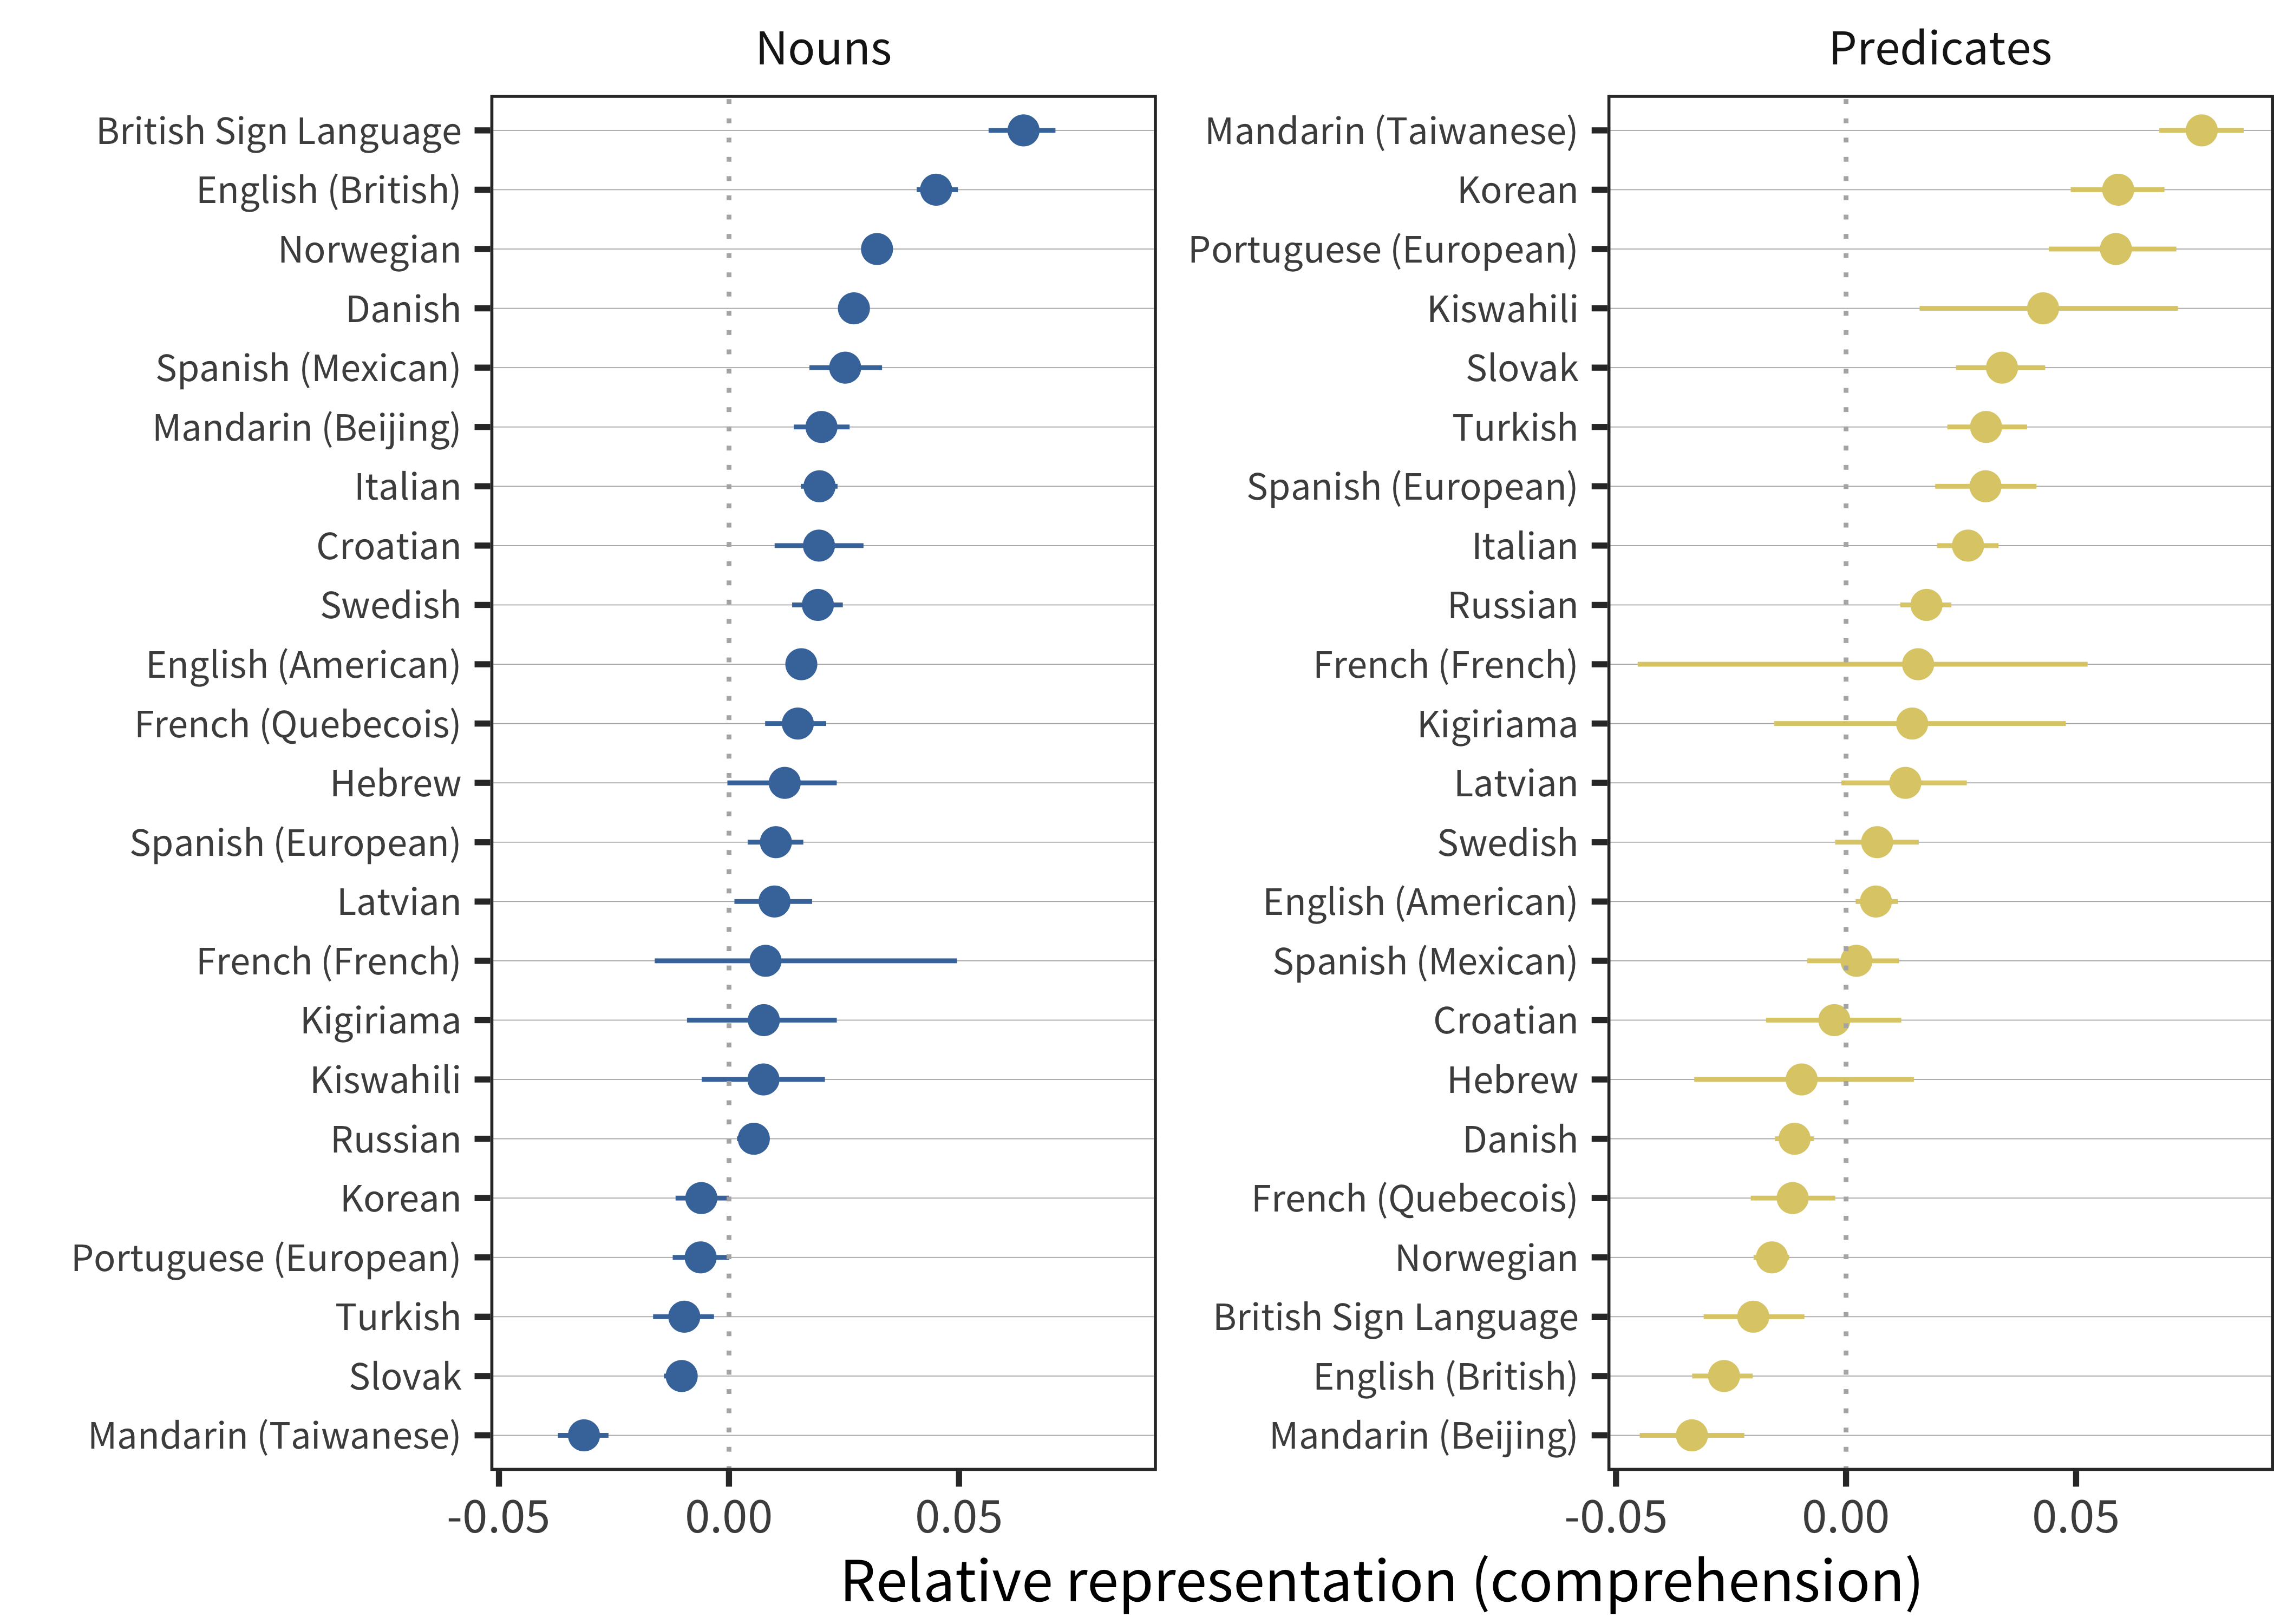 Nouns
British Sign Language
English (British)
Norwegian
Danish
Spanish (Mexican)
Mandarin (Beijing)
Italian
Croatian
Swedish
English (American)
French (Quebecois)
Hebrew
Spanish (European)
Latvian
French (French)
Kigiriama
Kiswahili
Russian
Korean
Portuguese (European)
Turkish
Slovak
Mandarin (Taiwanese)
-0.05 0.00 0.05
Predicates
Mandarin (Taiwanese)
Korean
Portuguese (European)
Kiswahili
Slovak
Turkish
Spanish (European)
Italian
Russian
French (French)
Kigiriama
Latvian
Swedish
English (American)
Spanish (Mexican)
Croatian
Hebrew
Danish
French (Quebecois)
Norwegian
British Sign Language
English (British)
Mandarin (Beijing)
-0.05 0.00 0.05
Relative representation (comprehension)